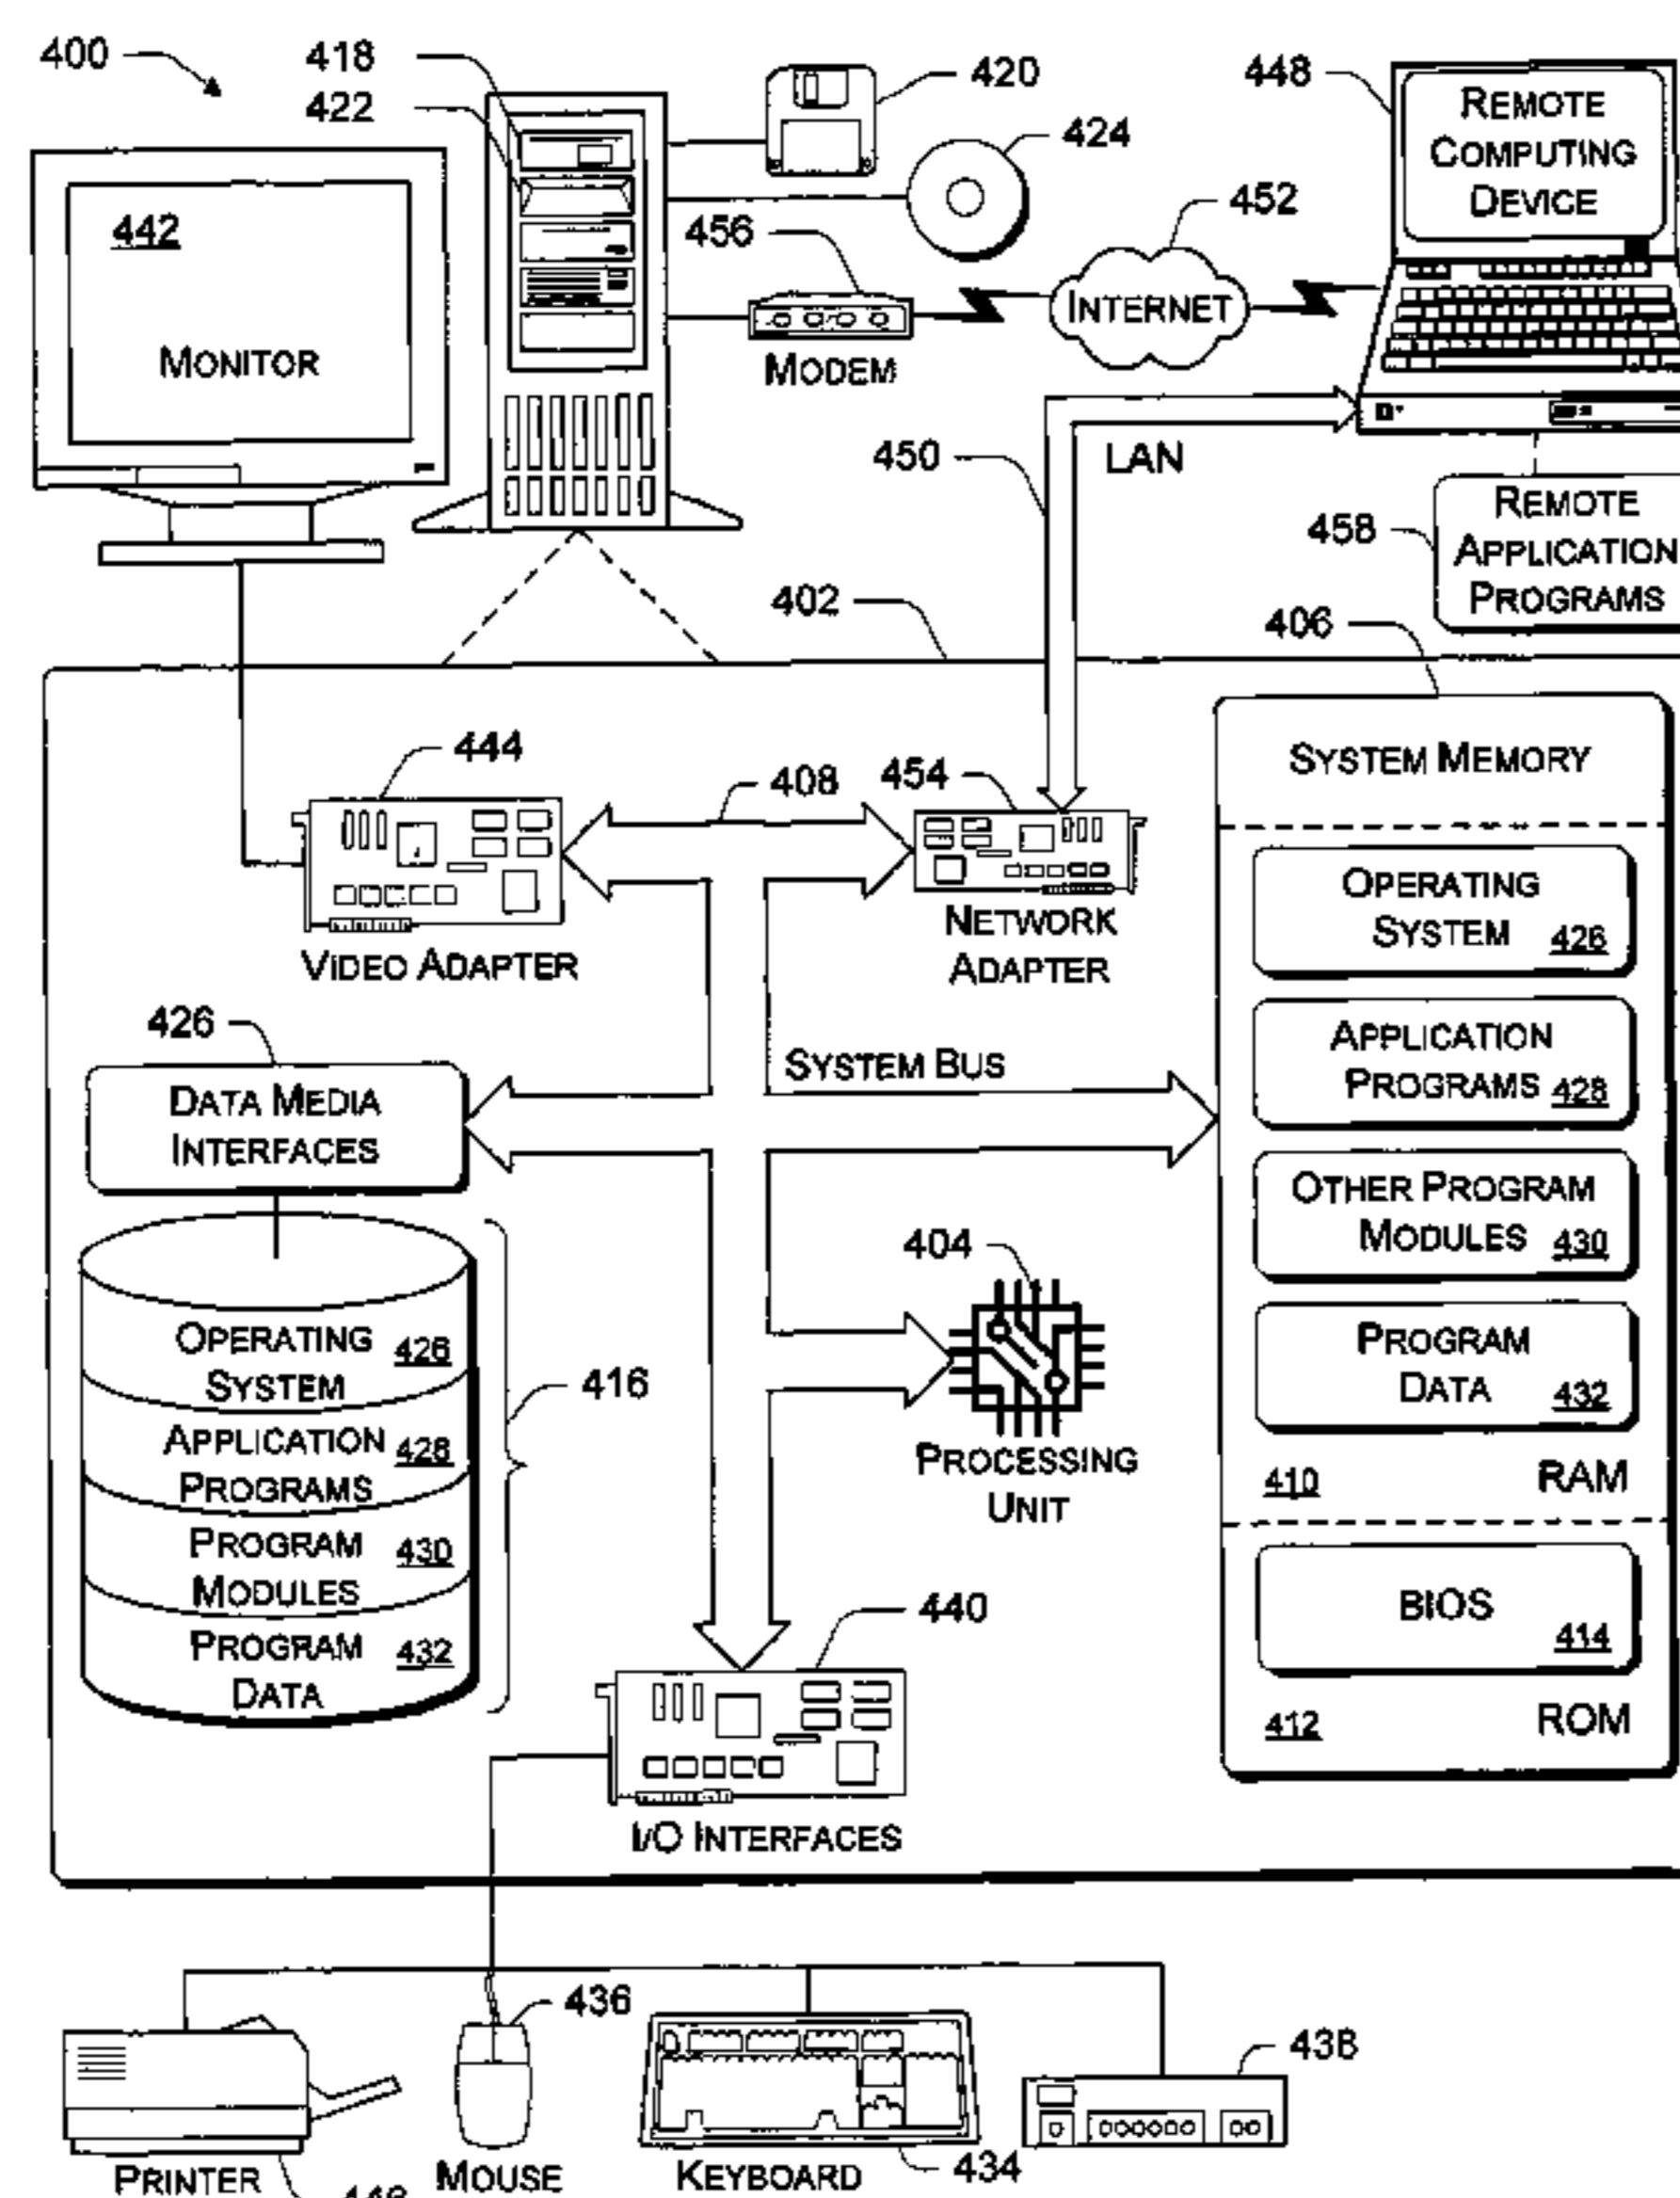 400
418
422
420
424
448
REMOTE
COMPUTING
DEVICE
442
MONITOR
456
MODEM
452
INTERNET
450
LAN
REMOTE
APPLICATION
PROGRAMS
458
402
406
444
VIDEO ADAPTER
408
454
NETWORK
ADAPTER
SYSTEM MEMORY
OPERATING
SYSTEM 426
APPLICATION
PROGRAMS 428
OTHER PROGRAM
MODULES 430
PROGRAM
DATA 432
410 RAM
BIOS
414
412 ROM
426
DATA MEDIA
INTERFACES
SYSTEM BUS
OPERATING 426
SYSTEM
APPLICATION 428
PROGRAMS
PROGRAM 430
MODULES
PROGRAM 432
DATA
416
404
PROCESSING
UNIT
440
I/O INTERFACES
436
438
PRINTER
MOUSE
KEYBOARD
434